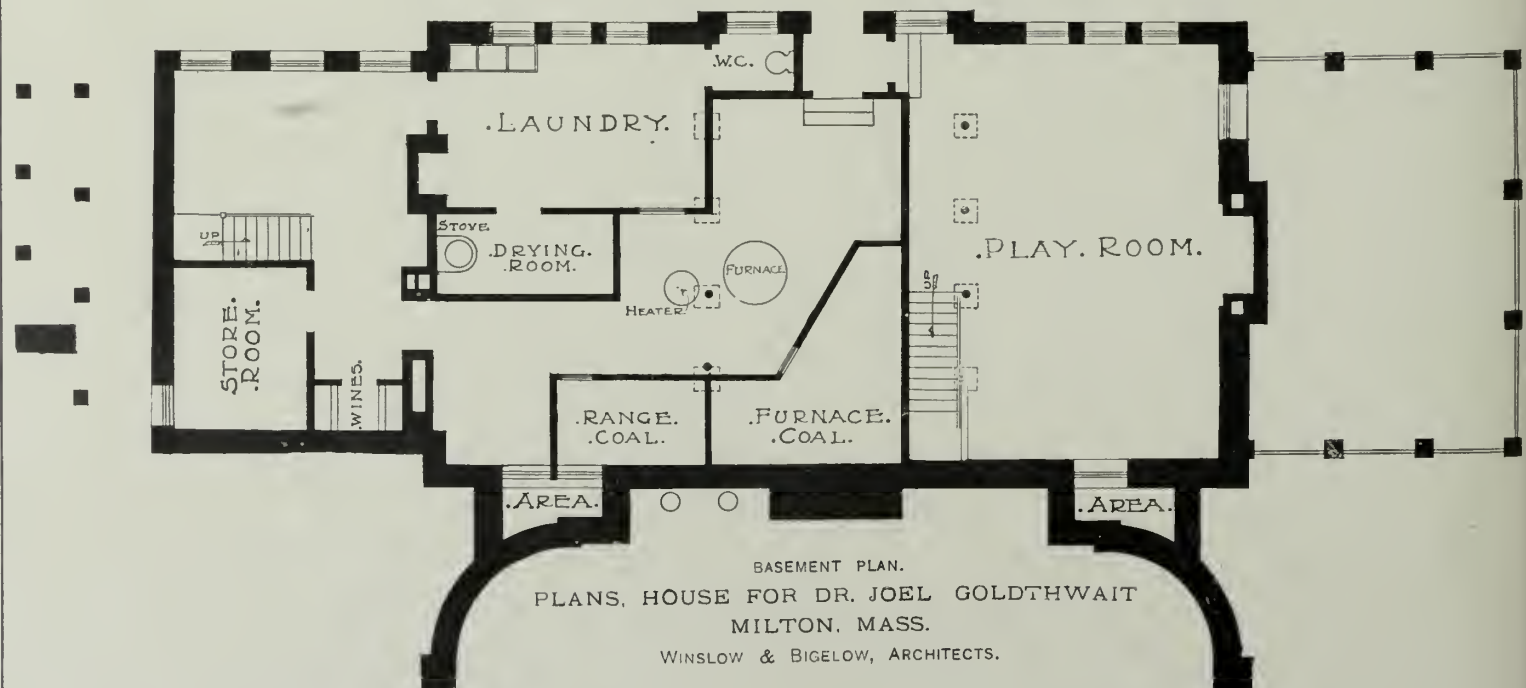 .W.C.
.LAUNDRY.
STOVE.
.DRYING.
.ROOM.
UP
FURNACE
HEATER.
.PLAY. ROOM.
UP
STORE.
.ROOM.
.WINES.
.RANGE.
.COAL.
.FURNACE.
.COAL.
.AREA.
.AREA.
BASEMENT PLAN.
PLANS, HOUSE FOR DR. JOEL GOLDTHWAIT
MILTON, MASS.
WINSLOW & BIGELOW, ARCHITECTS.